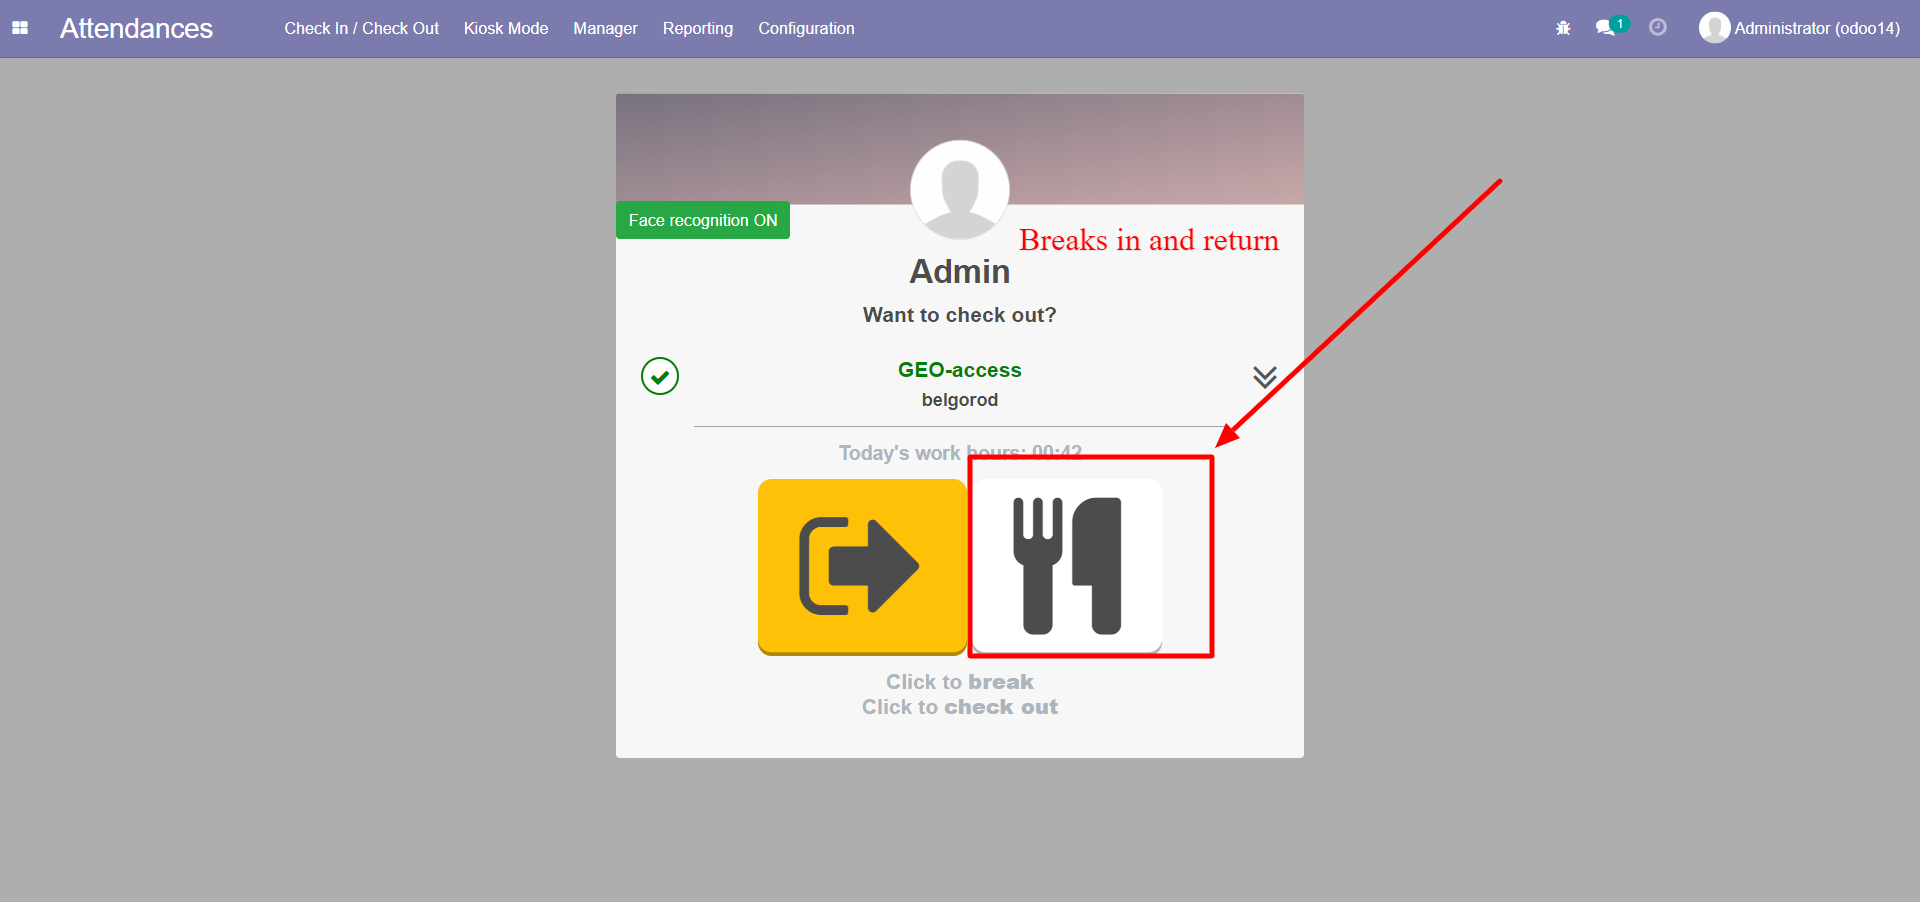 Attendances
Check In / Check Out
Kiosk Mode
Manager
Reporting
Configuration
1
Administrator (odoo14)
Face recognition ON
Breaks in and return
Admin
Want to check out?
GEO-access
belgorod
Today's work hours: 00:42
Click to break
Click to check out